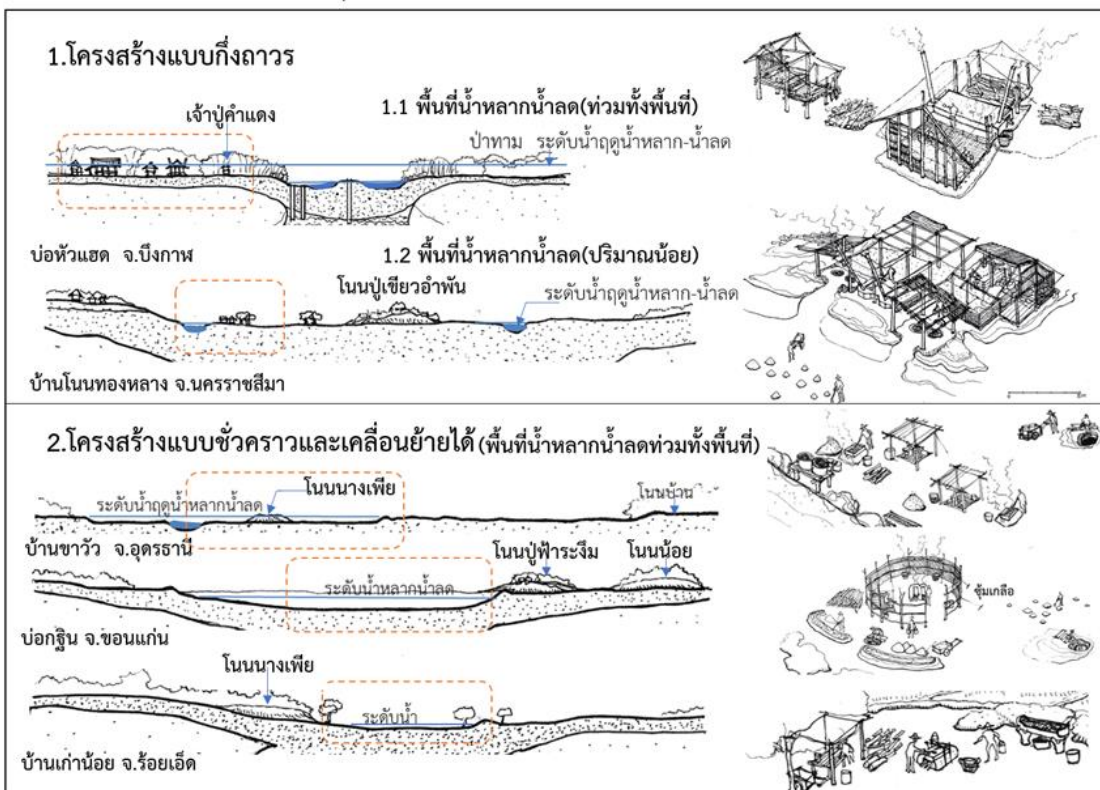 1.โครงสร้างแบบกึ่งถาวร
1.1 พื้นที่น้ำหลากน้ำลด(ท่วมทั้งพื้นที่)
เจ้าปู่คำแดง
ป่าทาม ระดับน้ำฤดูน้ำหลาก-น้ำลด
บ่อหัวแฮด จ.บึงกาฬ
1.2 พื้นที่น้ำหลากน้ำลด(ปริมาณน้อย)
โนนปู่เขียวอำพัน
ระดับน้ำฤดูน้ำหลาก-น้ำลด
บ้านโนนทองหลาง จ.นครราชสีมา
2.โครงสร้างแบบชั่วคราวและเคลื่อนย้ายได้(พื้นที่น้ำหลากน้ำลดท่วมทั้งพื้นที่)
ระดับน้ำฤดูน้ำหลากน้ำลด
โนนนางเพีย
โนนบ้าน
บ้านขาวัว จ.อุดรธานี
โนนปู่ฟ้าระงึม
โนนน้อย
ระดับน้ำหลากน้ำลด
ซุ้มเกลือ
บ่อกฐิน จ.ขอนแก่น
โนนนางเพีย
ระดับน้ำ
บ้านเก่าน้อย จ.ร้อยเอ็ด